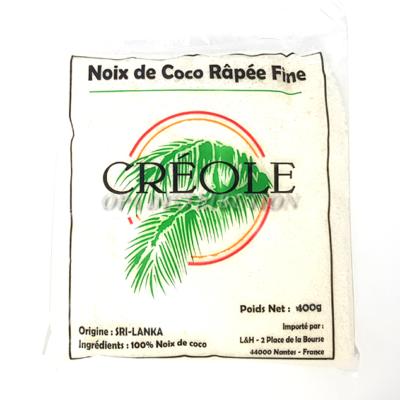 Noix de Coco Râpée Fine
CRÉOLE
Poids Net : 400g
Origine : SRI-LANKA
Ingrédients : 100% Noix de coco
Importé par :
L&H - 2 Place de la Bourse
44000 Nantes - France